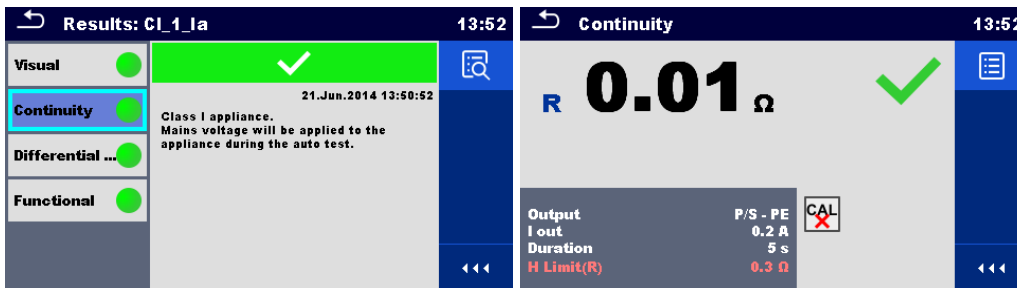 Results: CI_1_Ia
13:52
Visual
Continuity
Differential ...
Functional
21.Jun.2014 13:50:52
Class I appliance.
Mains voltage will be applied to the
appliance during the auto test.
Continuity
13:52
R 0.01 Ω
Output P/S - PE
I out 0.2 A
Duration 5 s
H Limit(R) 0.3 Ω
CAL